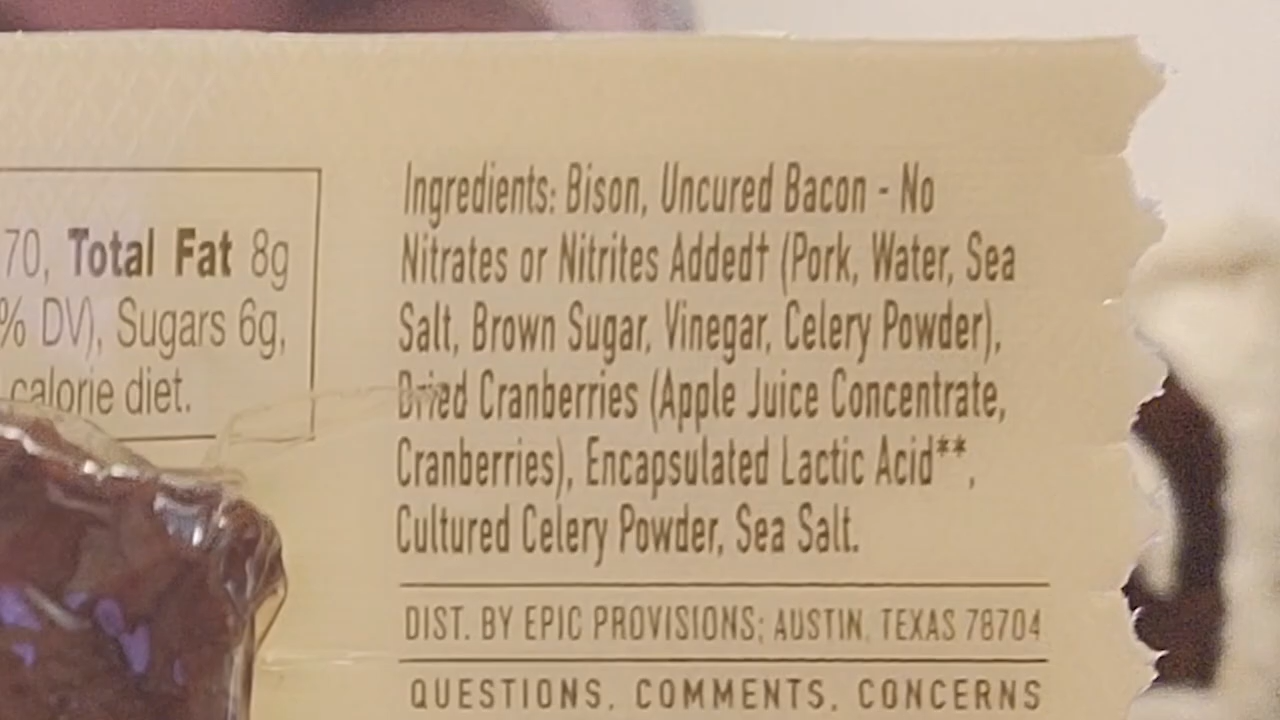 70, Total Fat 8g
% DV), Sugars 6g,
calorie diet.
Ingredients: Bison, Uncured Bacon - No
Nitrates or Nitrites Added† (Pork, Water, Sea
Salt, Brown Sugar, Vinegar, Celery Powder),
Dried Cranberries (Apple Juice Concentrate,
Cranberries), Encapsulated Lactic Acid**,
Cultured Celery Powder, Sea Salt.
DIST. BY EPIC PROVISIONS; AUSTIN, TEXAS 78704
QUESTIONS, COMMENTS, CONCERNS